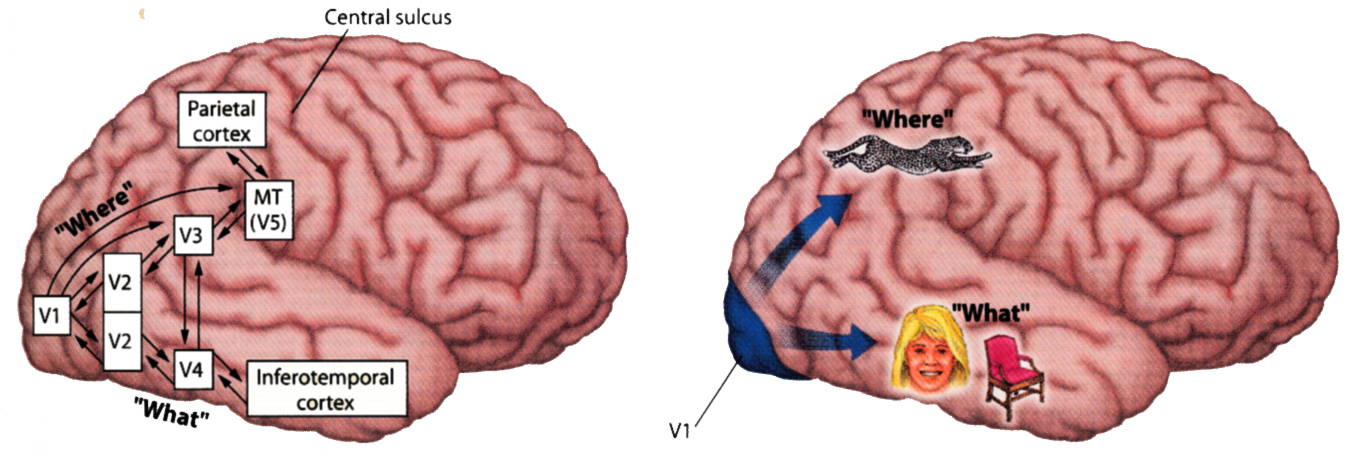 Central sulcus
Parietal
cortex
"Where"
MT
(V5)
V3
V2
V1
V2
V4
Inferotemporal
cortex
"What"
"Where"
"What"
V1